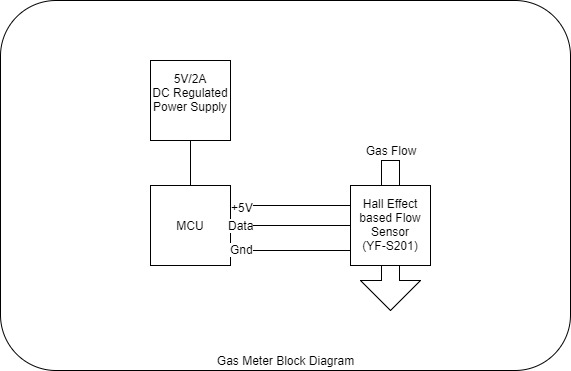 5V/2A
DC Regulated
Power Supply
Gas Flow
MCU
+5V
Data
Gnd
Hall Effect
based Flow
Sensor
(YF-S201)
Gas Meter Block Diagram